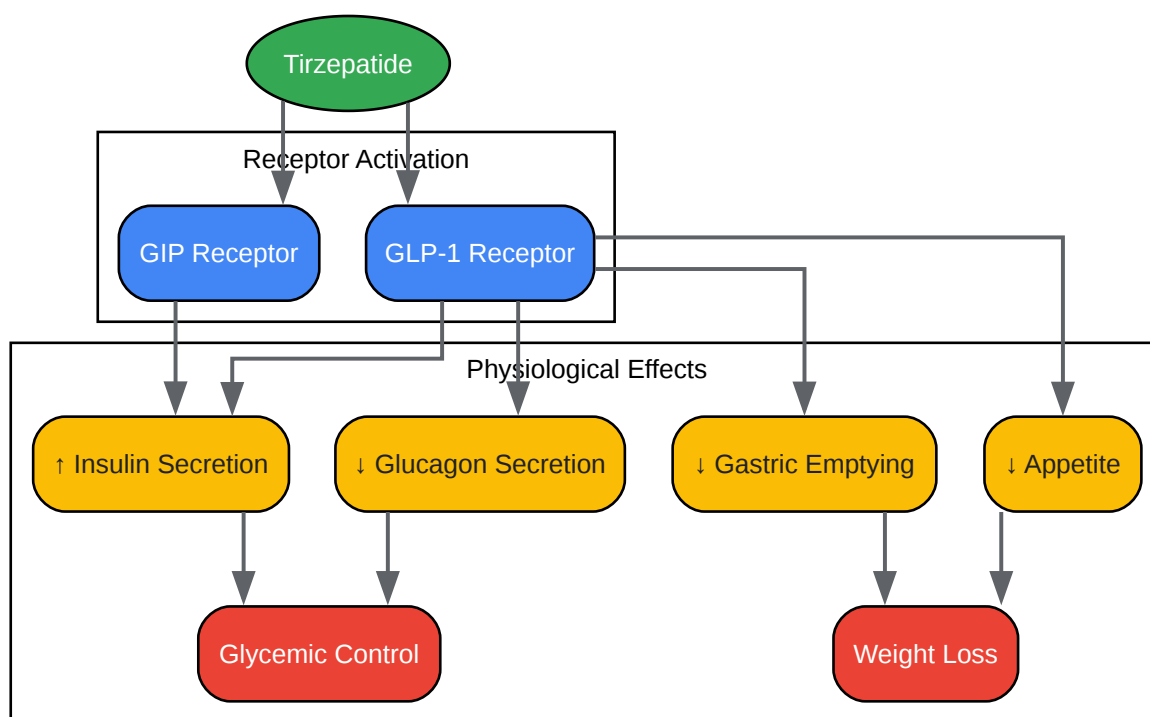 Tirzepatide
Receptor Activation
GIP Receptor
GLP-1 Receptor
Physiological Effects
↑ Insulin Secretion
↓ Glucagon Secretion
↓ Gastric Emptying
↓ Appetite
Glycemic Control
Weight Loss